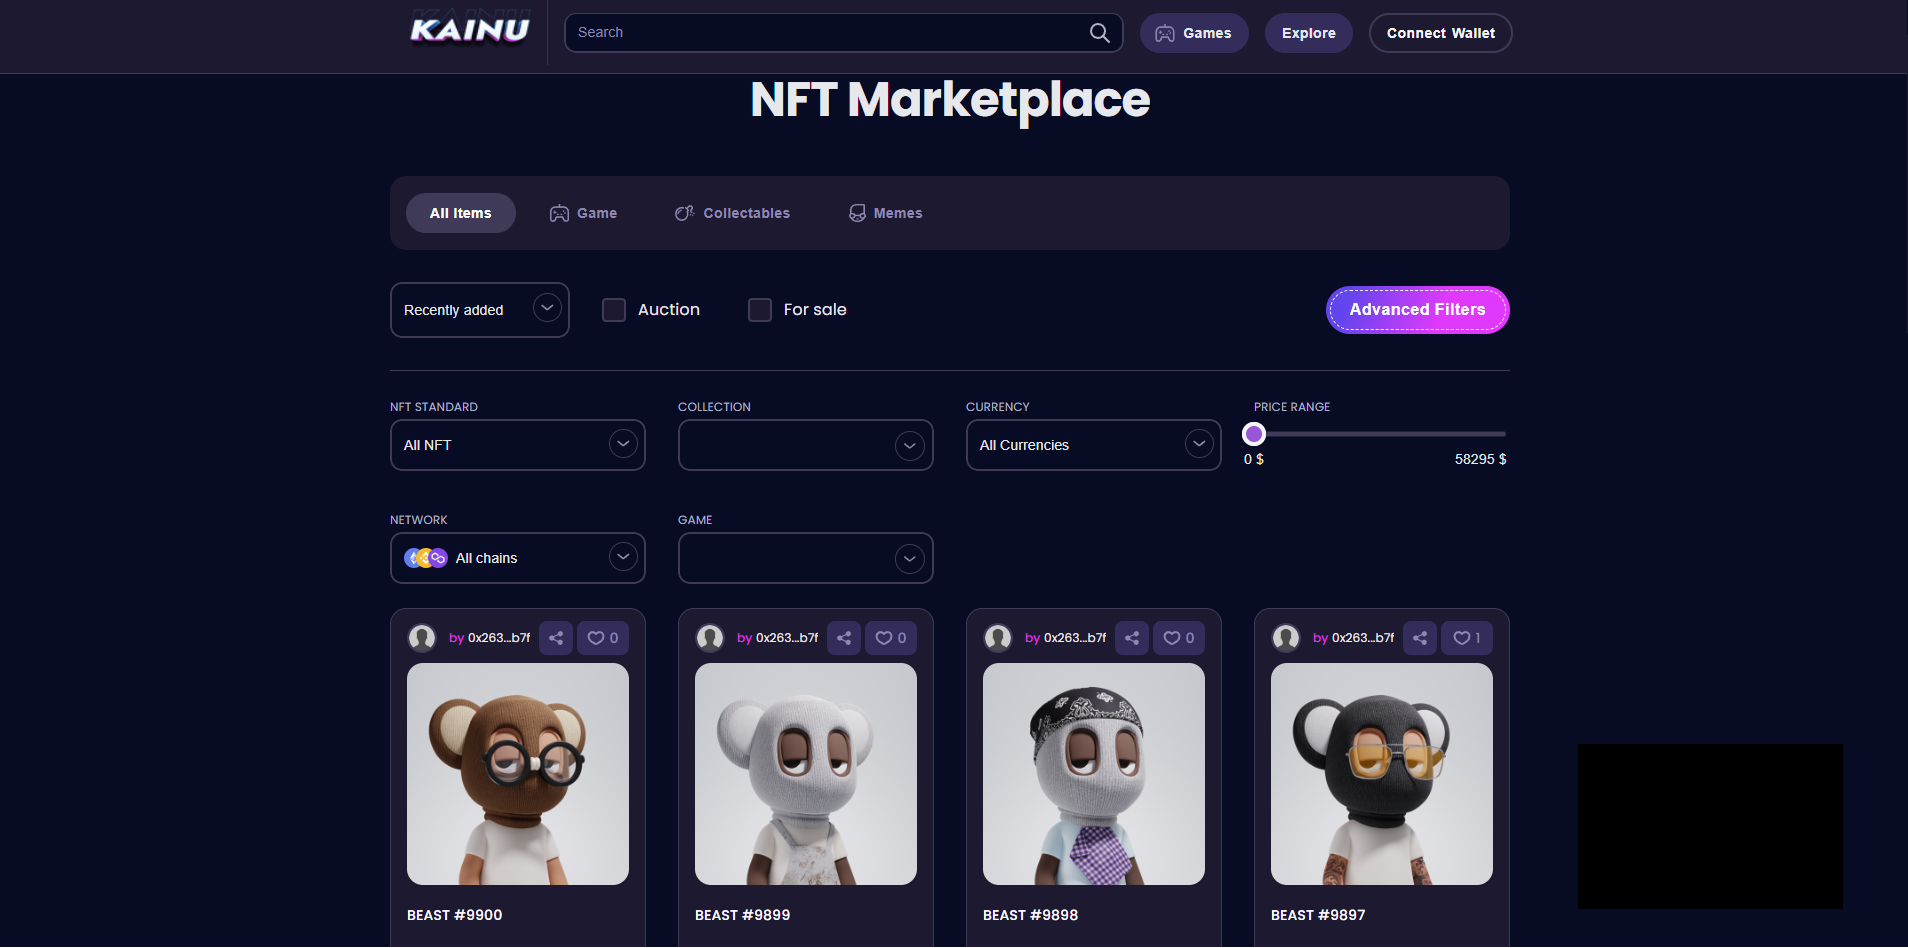 KAINU
Search
Games
Explore
Connect Wallet
NFT Marketplace
All Items
Game
Collectables
Memes
Recently added
Auction
For sale
Advanced Filters
NFT STANDARD
COLLECTION
CURRENCY
PRICE RANGE
All NFT
All Currencies
0 $
58295 $
NETWORK
GAME
All chains
by 0x263...b7f
0
by 0x263...b7f
0
by 0x263...b7f
0
by 0x263...b7f
1
BEAST #9900
BEAST #9899
BEAST #9898
BEAST #9897